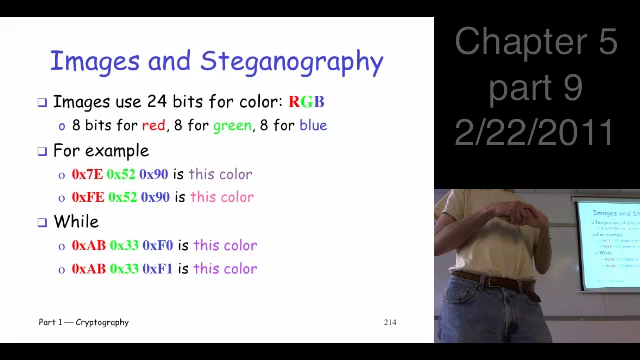 Images and Steganography
Images use 24 bits for color: RGB
8 bits for red, 8 for green, 8 for blue
For example
0x7E 0x52 0x90 is this color
0xFE 0x52 0x90 is this color
While
0xAB 0x33 0xF0 is this color
0xAB 0x33 0xF1 is this color
Part 1 — Cryptography
214
Chapter 5
part 9
2/22/2011
Images and Steg